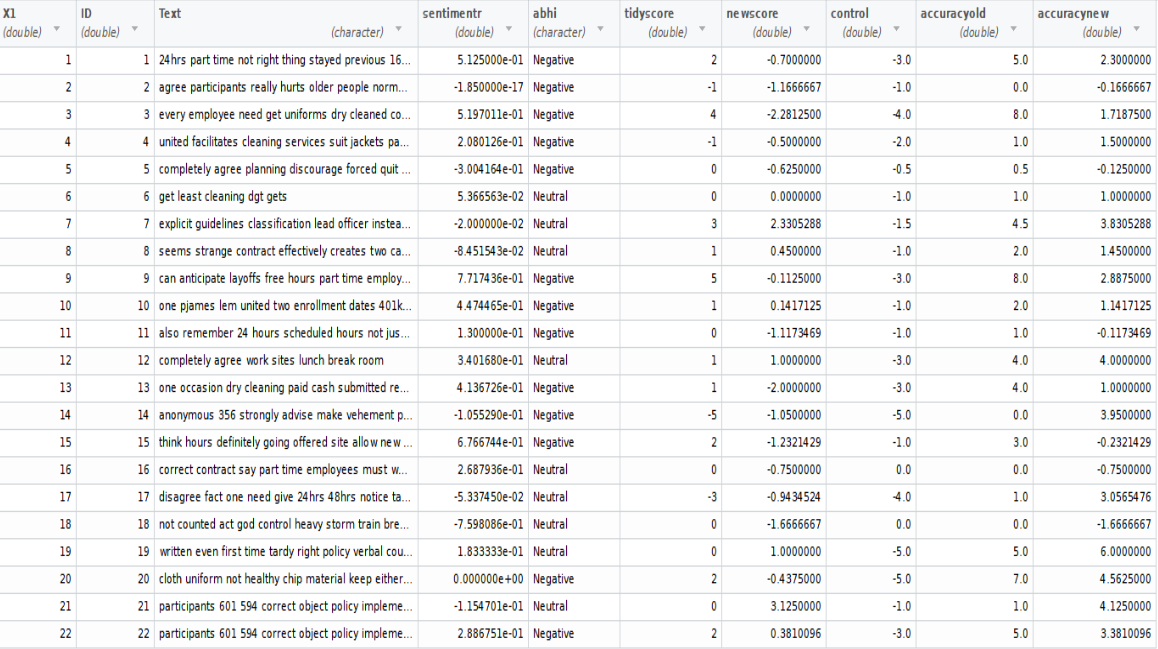 X1 ID Text sentimentr abhi tidyscore newscore control accuracyold accuracynew
(double) (double) (character) (double) (character) (double) (double) (double) (double) (double)
1 1 24hrs part time not right thing stayed previous 16... 5.125000e-01 Negative 2 -0.7000000 -3.0 5.0 2.3000000
2 2 agree participants really hurts older people norm... -1.850000e-17 Negative -1 -1.1666667 -1.0 0.0 -0.1666667
3 3 every employee need get uniforms dry cleaned co... 5.197011e-01 Negative 4 -2.2812500 -4.0 8.0 1.7187500
4 4 united facilitates cleaning services suit jackets pa... 2.080126e-01 Negative -1 -0.5000000 -2.0 1.0 1.5000000
5 5 completely agree planning discourage forced quit ... -3.004164e-01 Negative 0 -0.6250000 -0.5 0.5 -0.1250000
6 6 get least cleaning dgt gets 5.366563e-02 Neutral 0 0.0000000 -1.0 1.0 1.0000000
7 7 explicit guidelines classification lead officer instea... -2.000000e-02 Neutral 3 2.3305288 -1.5 4.5 3.8305288
8 8 seems strange contract effectively creates two ca... -8.451543e-02 Neutral 1 0.4500000 -1.0 2.0 1.4500000
9 9 can anticipate layoffs free hours part time employ... 7.717436e-01 Negative 5 -0.1125000 -3.0 8.0 2.8875000
10 10 one pjames lem united two enrollment dates 401k... 4.474465e-01 Negative 1 0.1417125 -1.0 2.0 1.1417125
11 11 also remember 24 hours scheduled hours not jus... 1.300000e-01 Negative 0 -1.1173469 -1.0 1.0 -0.1173469
12 12 completely agree work sites lunch break room 3.401680e-01 Neutral 1 1.0000000 -3.0 4.0 4.0000000
13 13 one occasion dry cleaning paid cash submitted re... 4.136726e-01 Negative 1 -2.0000000 -3.0 4.0 1.0000000
14 14 anonymous 356 strongly advise make vehement p... -1.055290e-01 Negative -5 -1.0500000 -5.0 0.0 3.9500000
15 15 think hours definitely going offered site allow new ... 6.766744e-01 Negative 2 -1.2321429 -1.0 3.0 -0.2321429
16 16 correct contract say part time employees must w... 2.687936e-01 Neutral 0 -0.7500000 0.0 0.0 -0.7500000
17 17 disagree fact one need give 24hrs 48hrs notice ta... -5.337450e-02 Neutral -3 -0.9434524 -4.0 1.0 3.0565476
18 18 not counted act god control heavy storm train bre... -7.598086e-01 Neutral 0 -1.6666667 0.0 0.0 -1.6666667
19 19 written even first time tardy right policy verbal cou... 1.833333e-01 Neutral 0 1.0000000 -5.0 5.0 6.0000000
20 20 cloth uniform not healthy chip material keep either... 0.000000e+00 Negative 2 -0.4375000 -5.0 7.0 4.5625000
21 21 participants 601 594 correct object policy impleme... -1.154701e-01 Neutral 0 3.1250000 -1.0 1.0 4.1250000
22 22 participants 601 594 correct object policy impleme... 2.886751e-01 Negative 2 0.3810096 -3.0 5.0 3.3810096